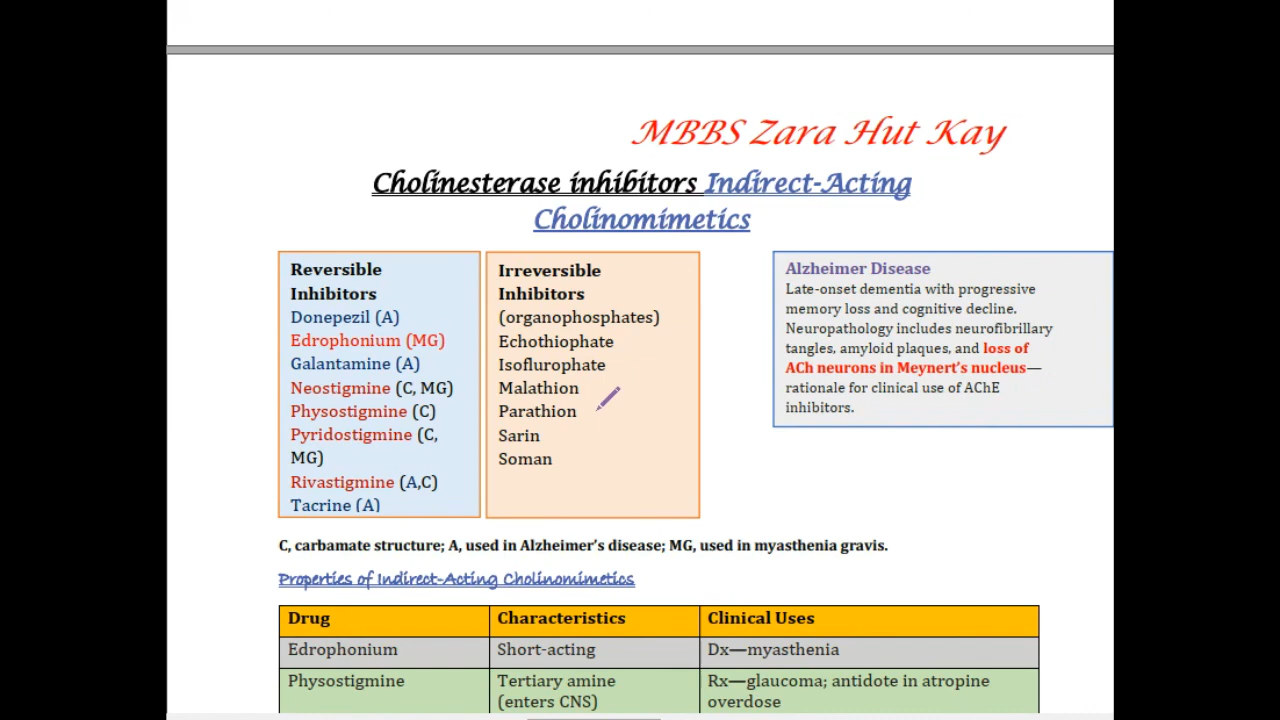 MBBS Zara Hut Kay
Cholinesterase inhibitors Indirect-Acting
Cholinomimetics
Reversible
Inhibitors
Donepezil (A)
Edrophonium (MG)
Galantamine (A)
Neostigmine (C, MG)
Physostigmine (C)
Pyridostigmine (C,
MG)
Rivastigmine (A,C)
Tacrine (A)
Irreversible
Inhibitors
(organophosphates)
Echothiophate
Isoflurophate
Malathion
Parathion
Sarin
Soman
Alzheimer Disease
Late-onset dementia with progressive
memory loss and cognitive decline.
Neuropathology includes neurofibrillary
tangles, amyloid plaques, and loss of
ACh neurons in Meynert's nucleus—
rationale for clinical use of AChE
inhibitors.
C, carbamate structure; A, used in Alzheimer's disease; MG, used in myasthenia gravis.
Properties of Indirect-Acting Cholinomimetics
Drug Characteristics Clinical Uses
Edrophonium Short-acting Dx—myasthenia
Physostigmine Tertiary amine Rx—glaucoma; antidote in atropine
(enters CNS) overdose